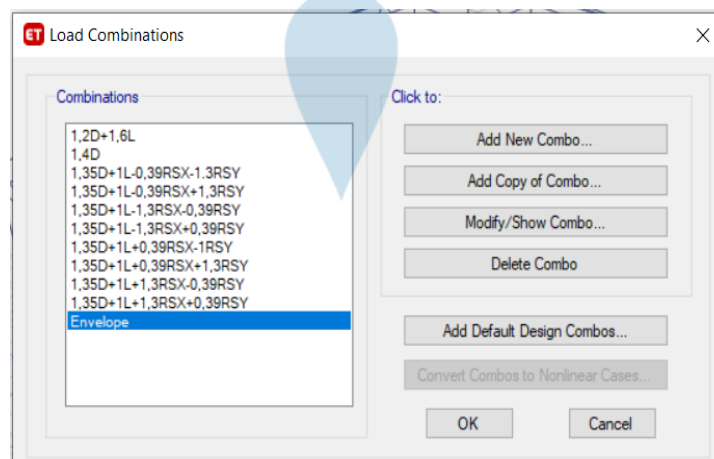 ET Load Combinations
Combinations
1,2D+1,6L
1,4D
1,35D+1L-0,39RSX-1.3RSY
1,35D+1L-0,39RSX+1,3RSY
1,35D+1L-1,3RSX-0,39RSY
1,35D+1L-1,3RSX+0,39RSY
1,35D+1L+0,39RSX-1RSY
1,35D+1L+0,39RSX+1,3RSY
1,35D+1L+1,3RSX-0,39RSY
1,35D+1L+1,3RSX+0,39RSY
Envelope
Click to:
Add New Combo...
Add Copy of Combo...
Modify/Show Combo...
Delete Combo
Add Default Design Combos...
Convert Combos to Nonlinear Cases...
OK
Cancel